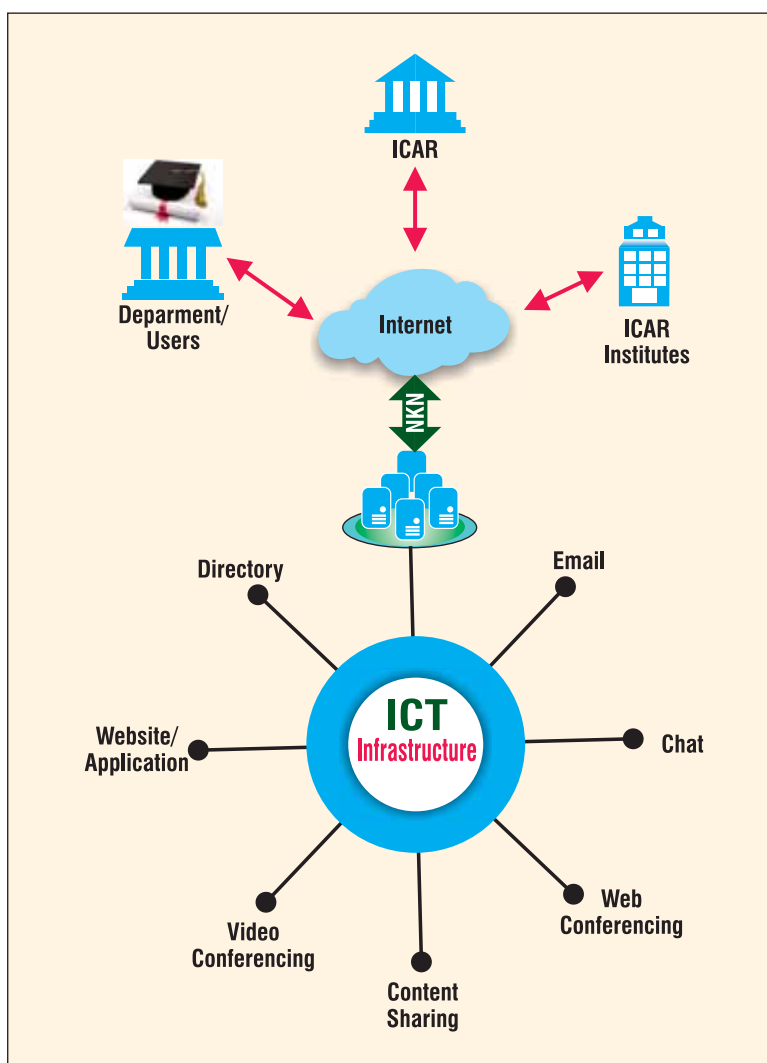 ICAR
Deparment/
Users
Internet
ICAR
Institutes
NKN
Directory
Email
ICT
Infrastructure
Website/
Application
Chat
Video
Conferencing
Web
Conferencing
Content
Sharing